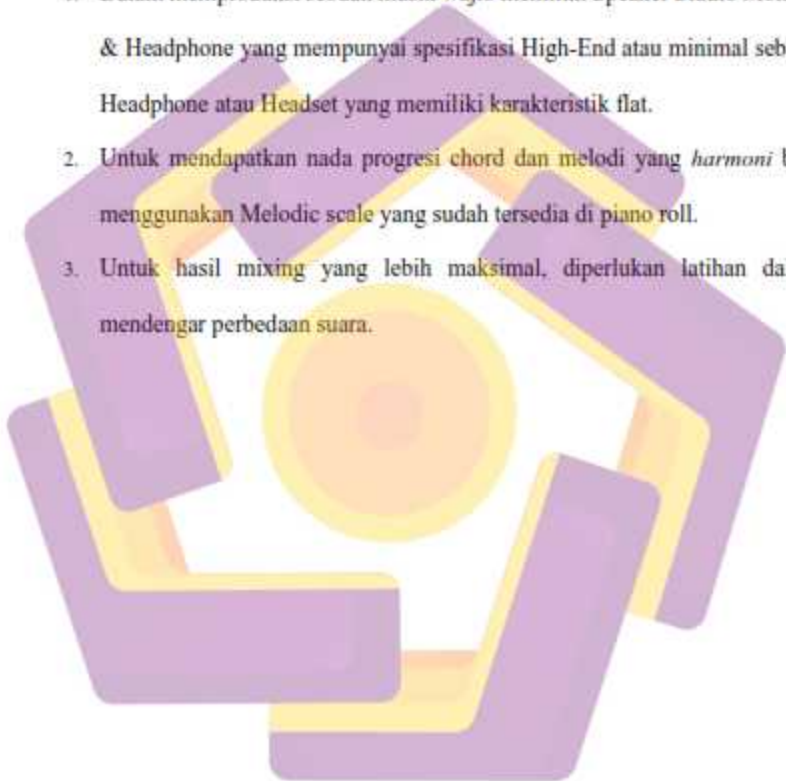 & Headphone yang mempunyai spesifikasi High-End atau minimal seb
Headphone atau Headset yang memiliki karakteristik flat.
2. Untuk mendapatkan nada progresi chord dan melodi yang harmoni b
menggunakan Melodic scale yang sudah tersedia di piano roll.
3. Untuk hasil mixing yang lebih maksimal, diperlukan latihan da
mendengar perbedaan suara.